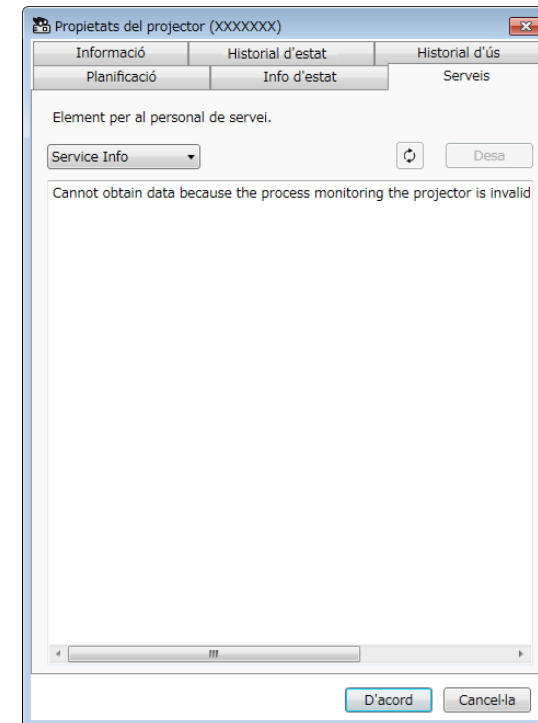 Propietats del projector (XXXXXXX)
Informació
Historial d'estat
Historial d'ús
Planificació
Info d'estat
Serveis
Element per al personal de servei.
Service Info
Desa
Cannot obtain data because the process monitoring the projector is invalid
D'acord
Cancel·la